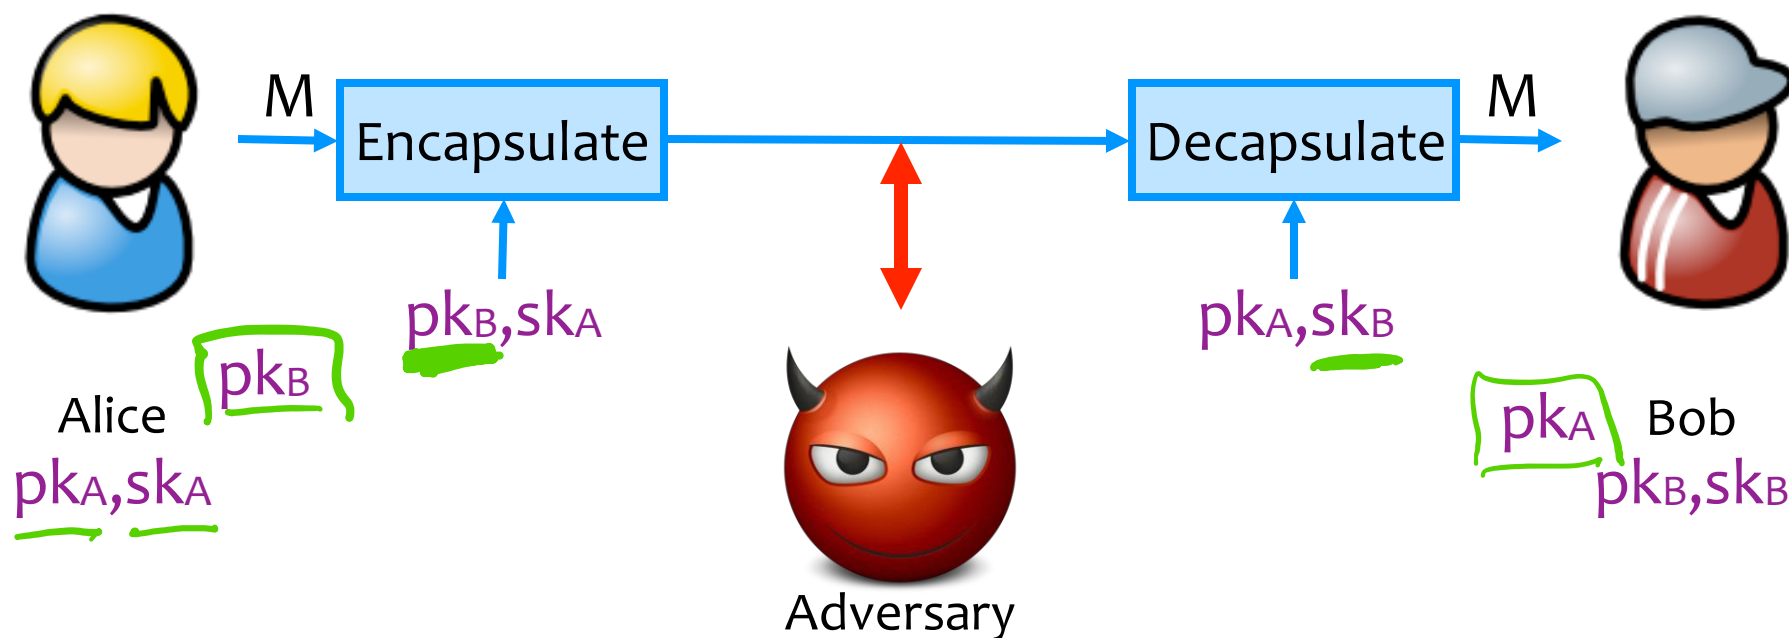 M
Encapsulate
Decapsulate
M
pkB,skA
pkA,skB
pkB
Alice
pkA
Bob
pkA,skA
pkB,skB
Adversary